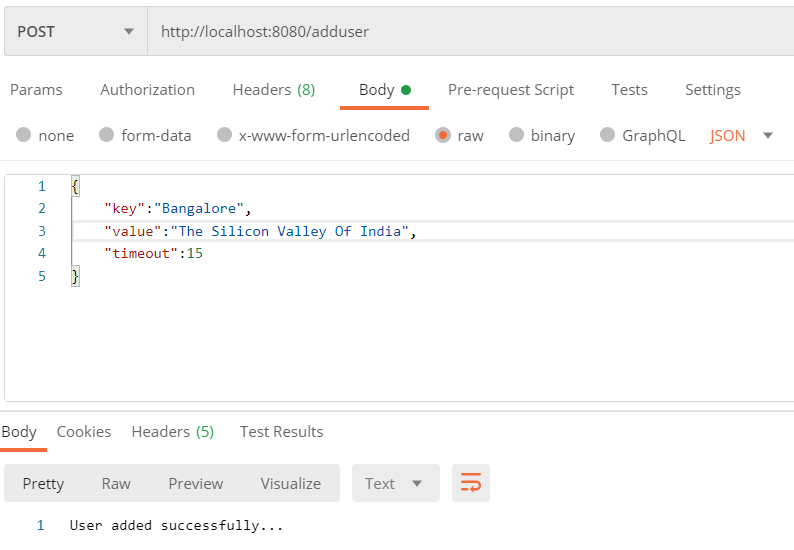 POST http://localhost:8080/adduser
Params Authorization Headers (8) Body Pre-request Script Tests Settings
none form-data x-www-form-urlencoded raw binary GraphQL JSON
1 {
2 "key":"Bangalore",
3 "value":"The Silicon Valley Of India",
4 "timeout":15
5 }
Body Cookies Headers (5) Test Results
Pretty Raw Preview Visualize Text
1 User added successfully...